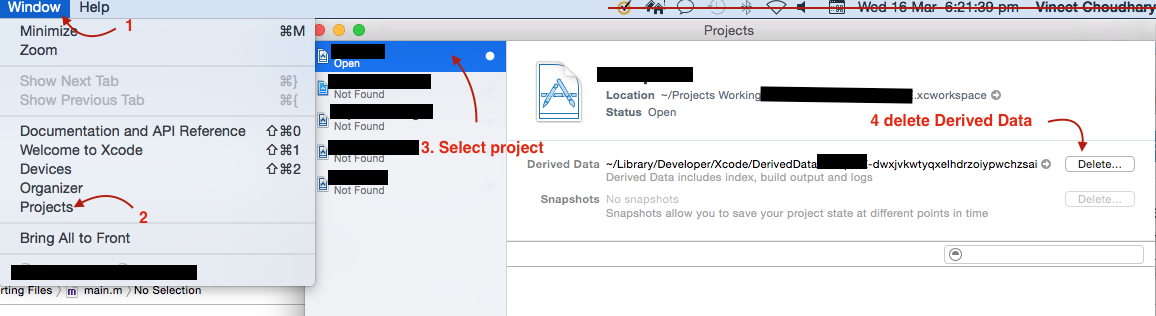 Window Help
Wed 16 Mar 6:21:39 pm Vineet Choudhary
1
Minimize ⌘M
Zoom
Show Next Tab ⌘}
Show Previous Tab ⌘{
Documentation and API Reference ⇧⌘0
Welcome to Xcode ⇧⌘1
Devices ⇧⌘2
Organizer
Projects
2
Bring All to Front
rting Files 〉 m main.m 〉 No Selection
Projects
Open
Not Found
Not Found
Not Found
Not Found
3. Select project
Location ~/Projects Working .xcworkspace
Status Open
4 delete Derived Data
Derived Data ~/Library/Developer/Xcode/DerivedData -dwxjvkwtyqxelhdrzoiypwchzsai Delete...
Derived Data includes index, build output and logs
Snapshots No snapshots Delete...
Snapshots allow you to save your project state at different points in time